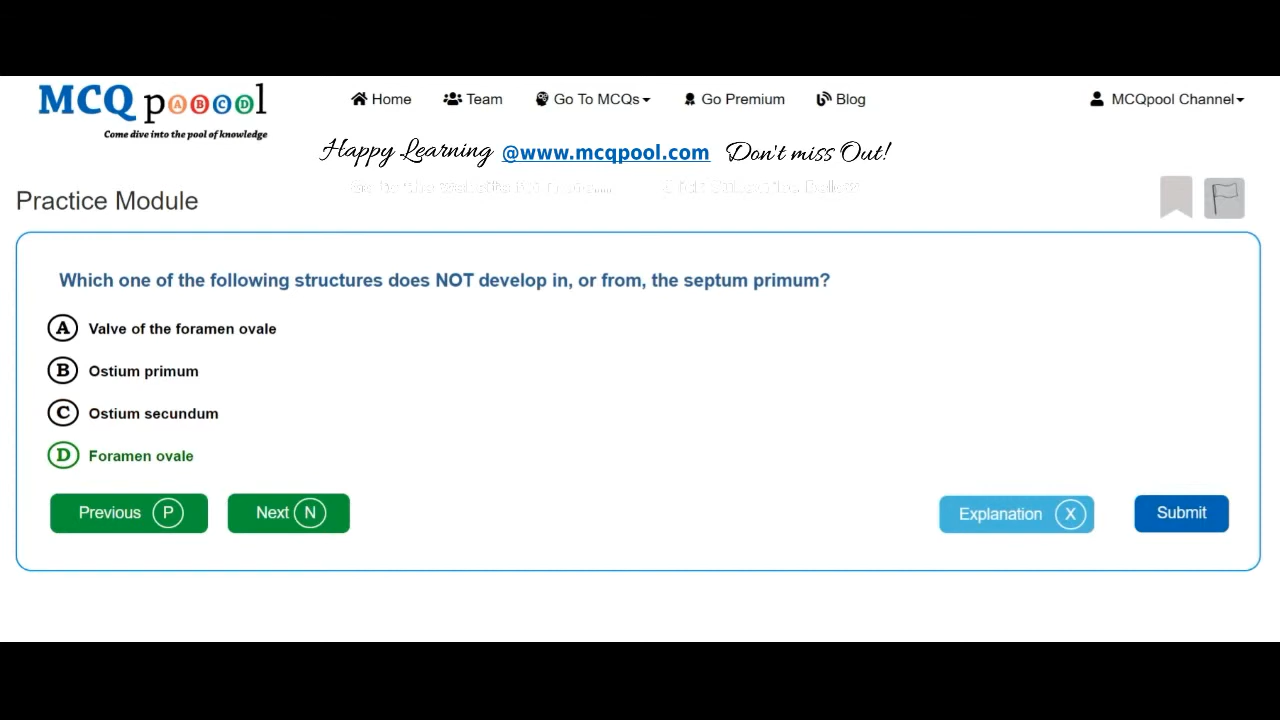 MCQ pABCDl
Come dive into the pool of knowledge
Home Team Go To MCQs Go Premium Blog MCQpool Channel
Happy Learning @www.mcqpool.com Don't miss Out!
Practice Module
Which one of the following structures does NOT develop in, or from, the septum primum?
A Valve of the foramen ovale
B Ostium primum
C Ostium secundum
D Foramen ovale
Previous P Next N Explanation X Submit